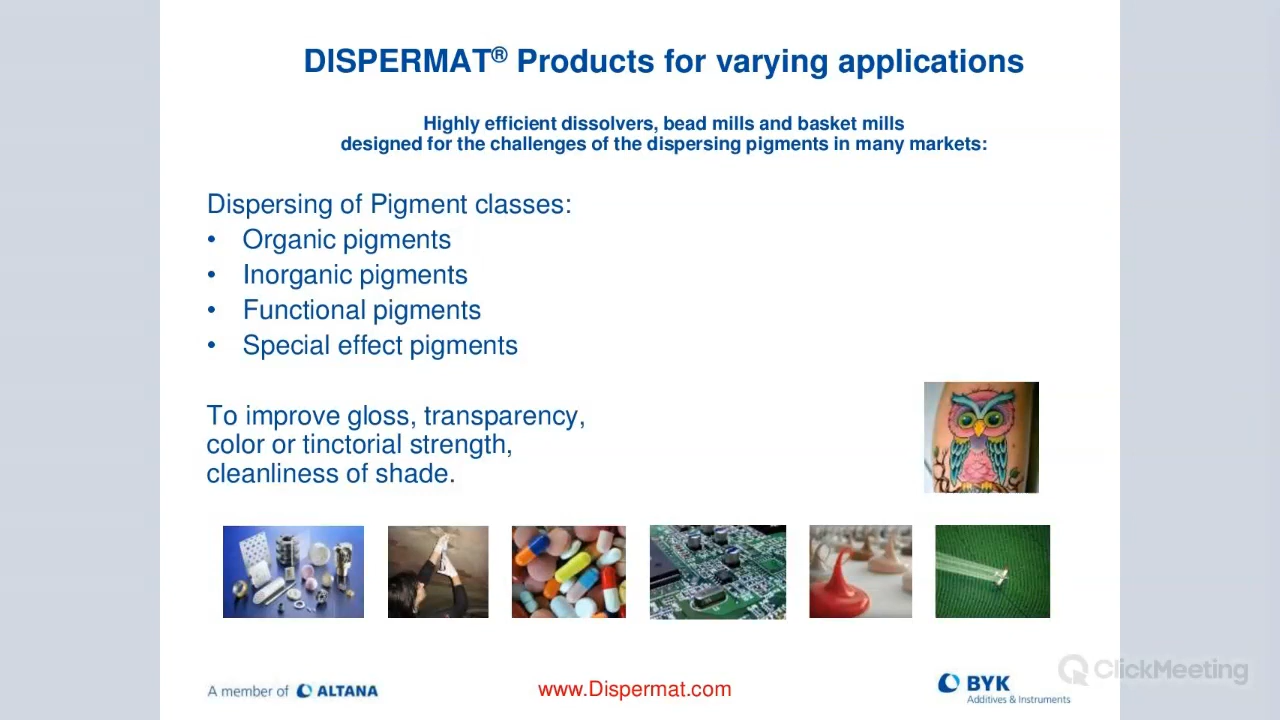 DISPERMAT® Products for varying applications
Highly efficient dissolvers, bead mills and basket mills
designed for the challenges of the dispersing pigments in many markets:
Dispersing of Pigment classes:
• Organic pigments
• Inorganic pigments
• Functional pigments
• Special effect pigments
To improve gloss, transparency,
color or tinctorial strength,
cleanliness of shade.
A member of ALTANA
www.Dispermat.com
BYK
Additives & Instruments
ClickMeeting